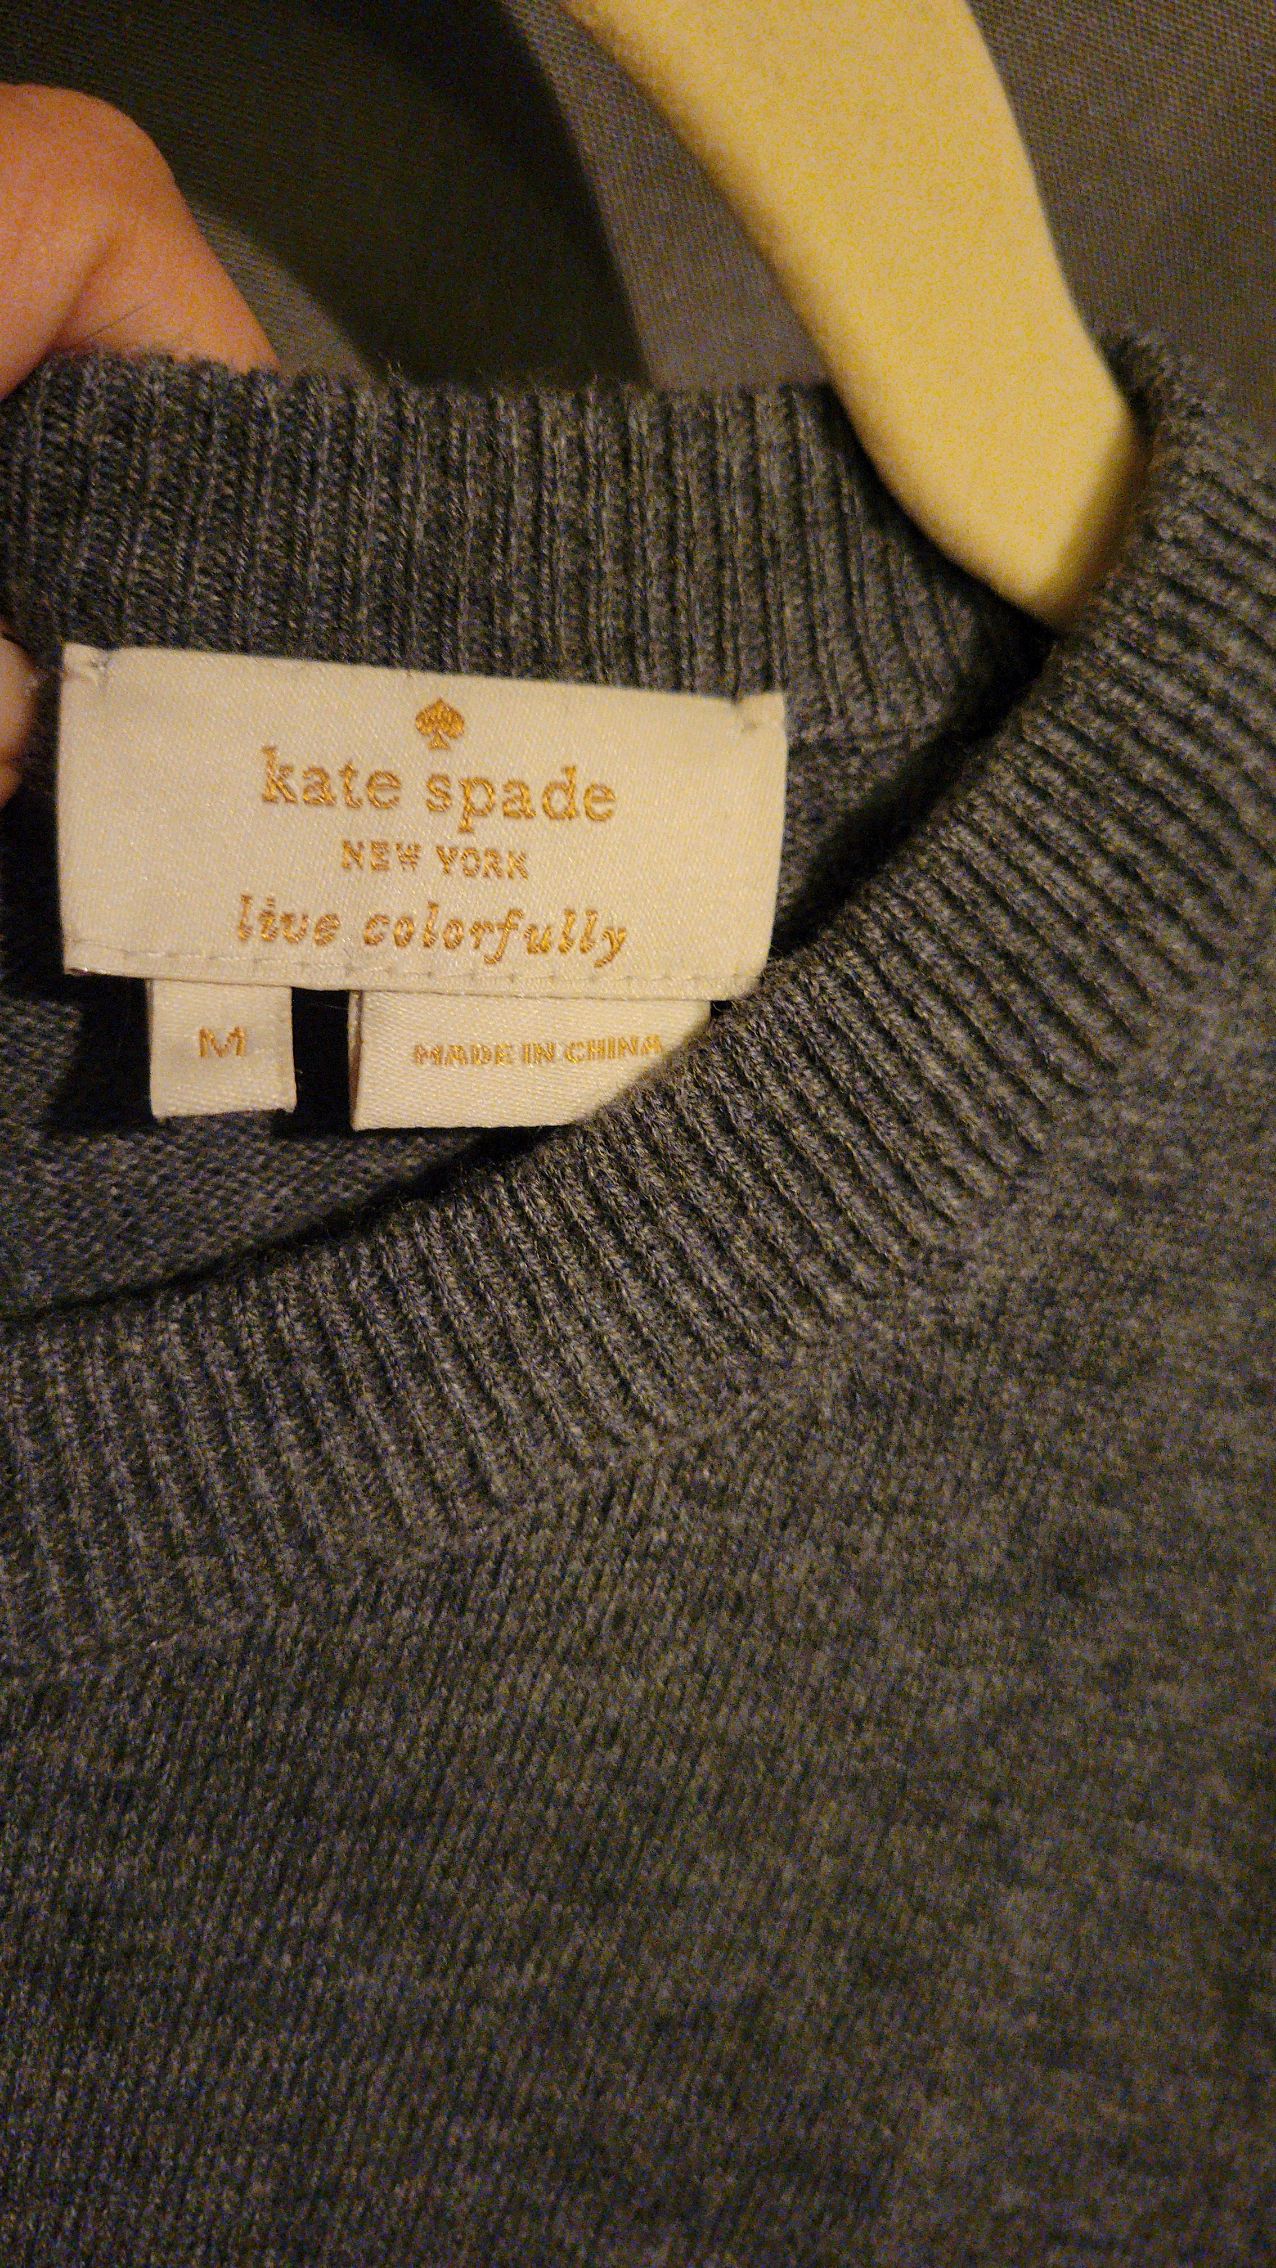 kate spade
NEW YORK
live colorfully
M
MADE IN CHINA